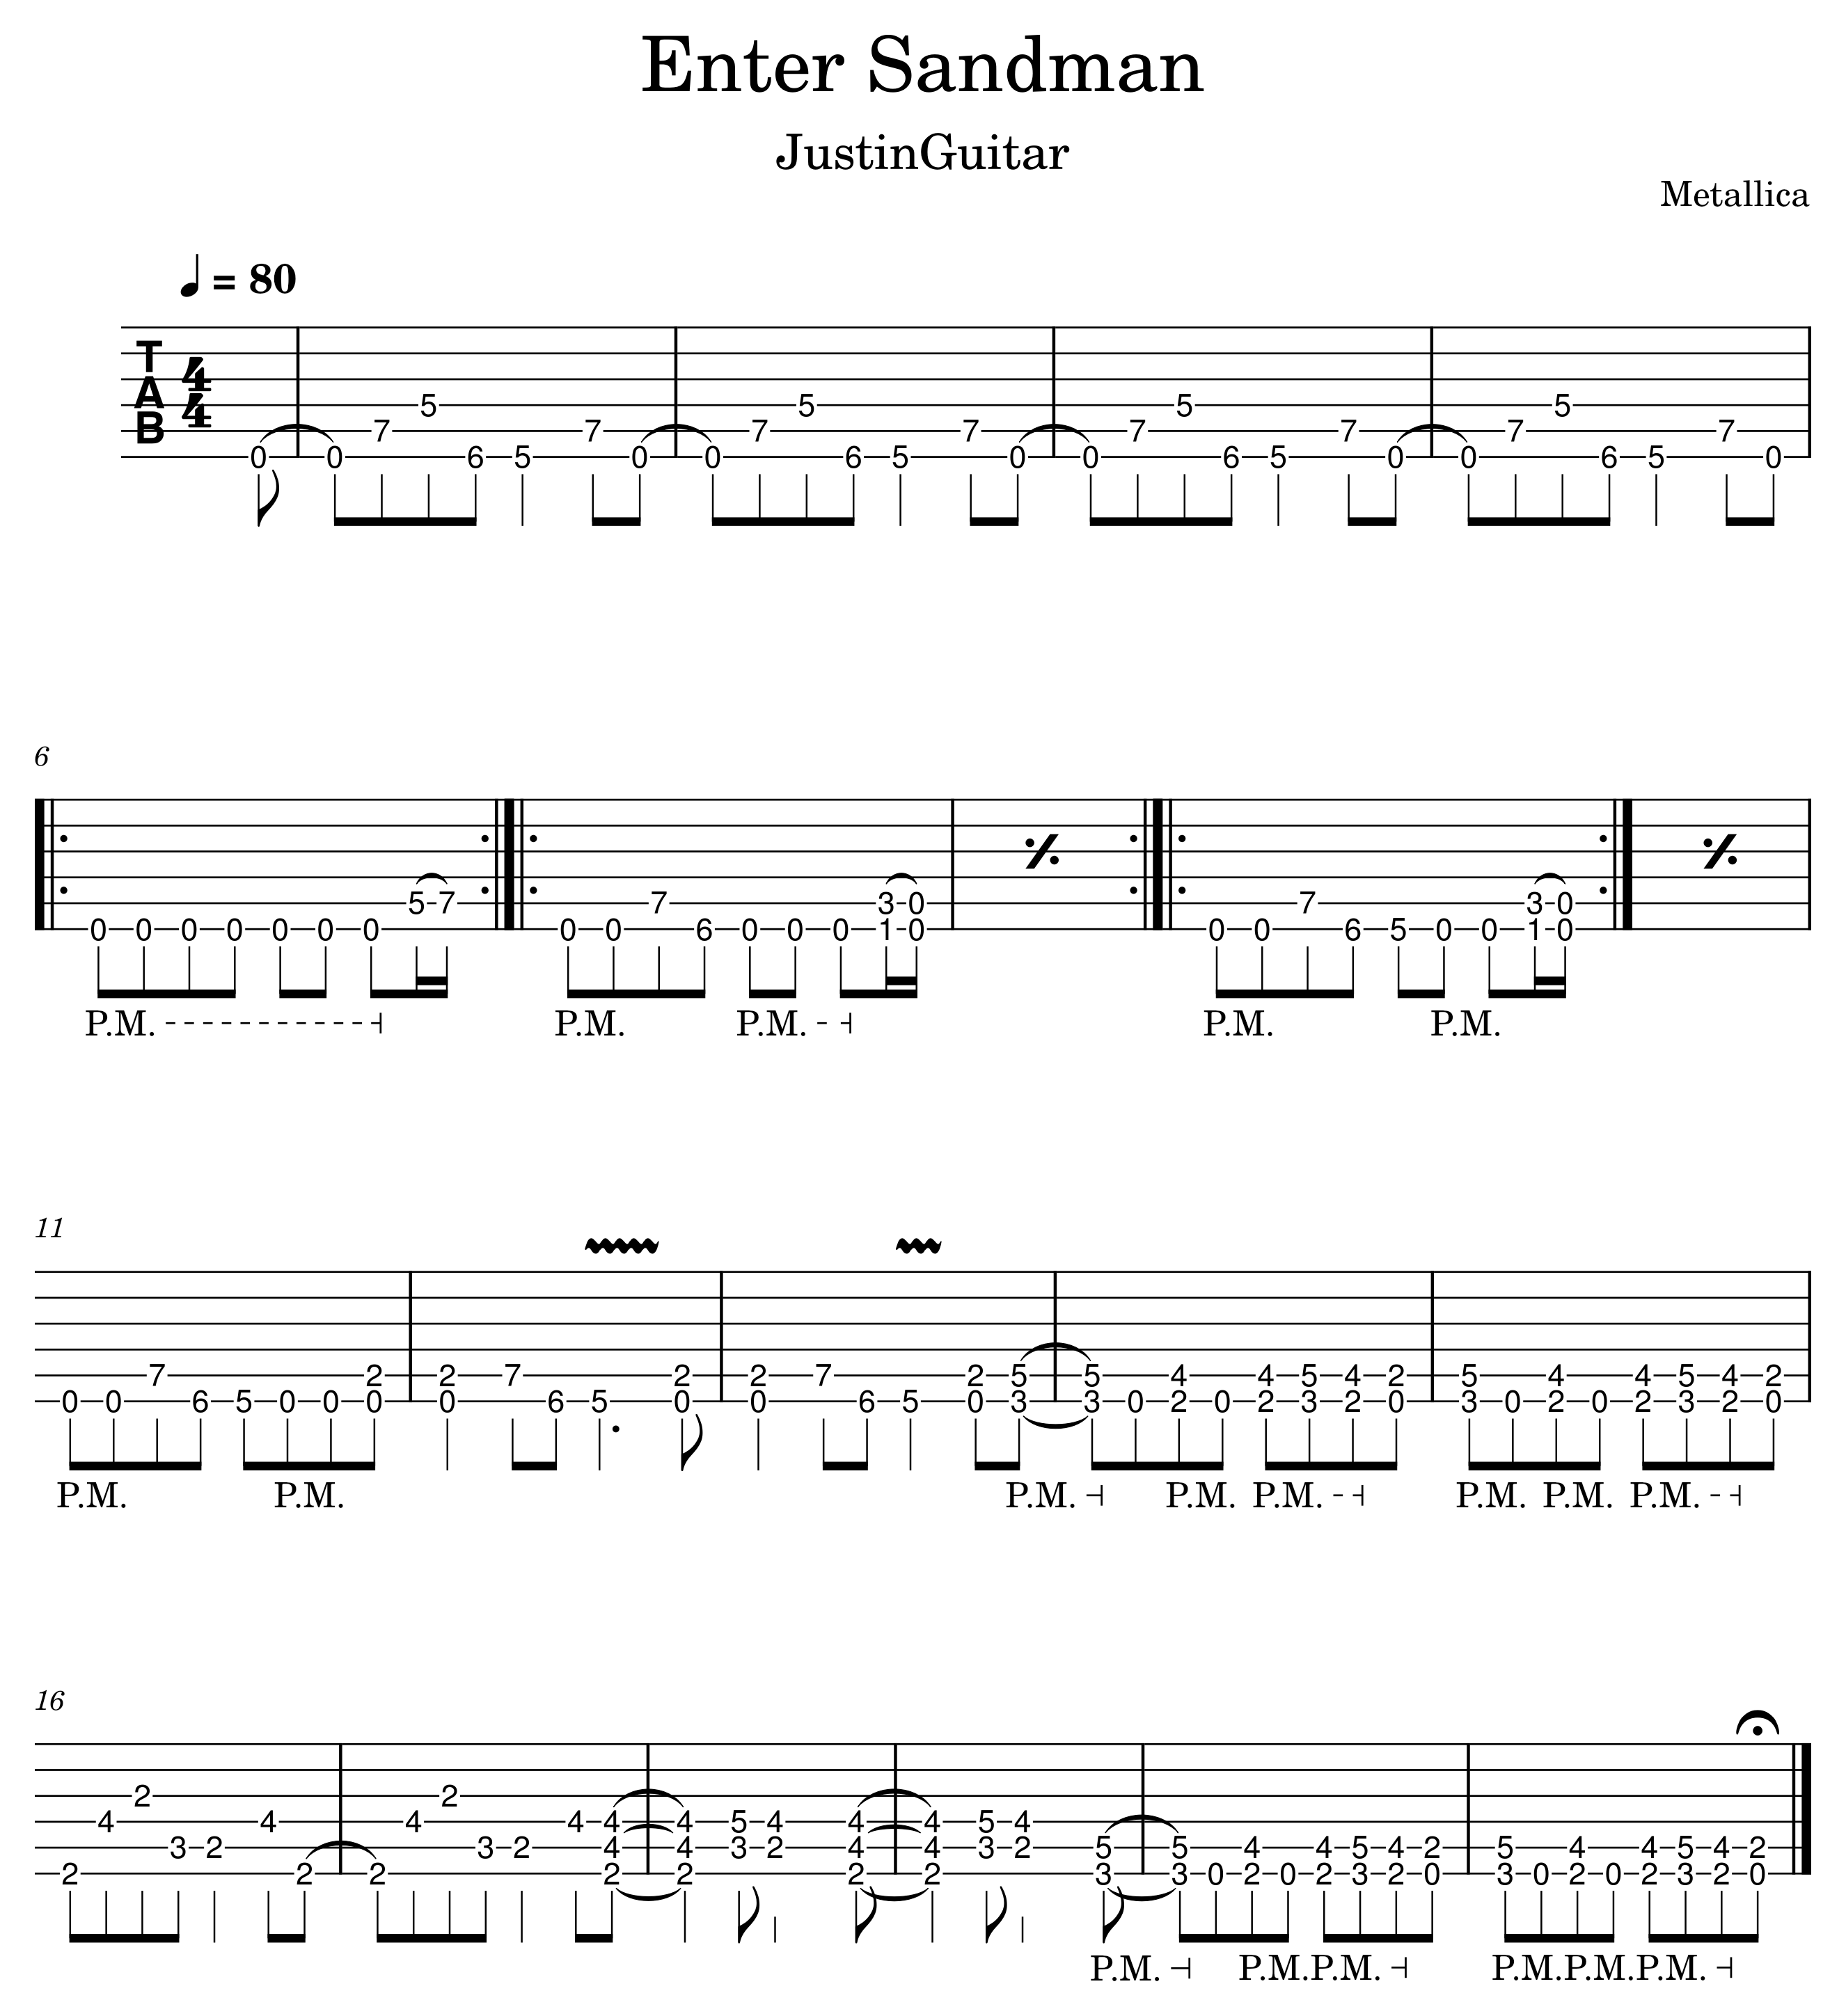 Enter Sandman
JustinGuitar
Metallica
= 80
T
A
B
4
4
5 5 5 5
7 7 7 7 7 7 7 7
0 0 6 5 0 0 6 5 0 0 6 5 0 0 6 5 0
6
5 7 7 3 0 7 3 0
0 0 0 0 0 0 0 0 0 6 0 0 0 1 0 0 0 6 5 0 0 1 0
P.M. P.M. P.M. P.M. P.M.
11
7 2 2 7 2 2 7 2 5 5 4 4 5 4 2 5 4 4 5 4 2
0 0 6 5 0 0 0 0 6 5 0 0 6 5 0 3 3 0 2 0 2 3 2 0 3 0 2 0 2 3 2 0
P.M. P.M. P.M. P.M. P.M. P.M. P.M. P.M.
16
2 2
4 4 4 4 4 4 5 4 4 4 5 4
3 2 3 2 4 4 3 2 4 4 3 2 5 5 4 4 5 4 2 5 4 4 5 4 2
2 2 2 2 2 2 2 3 3 0 2 0 2 3 2 0 3 0 2 0 2 3 2 0
P.M. P.M. P.M. P.M. P.M. P.M.